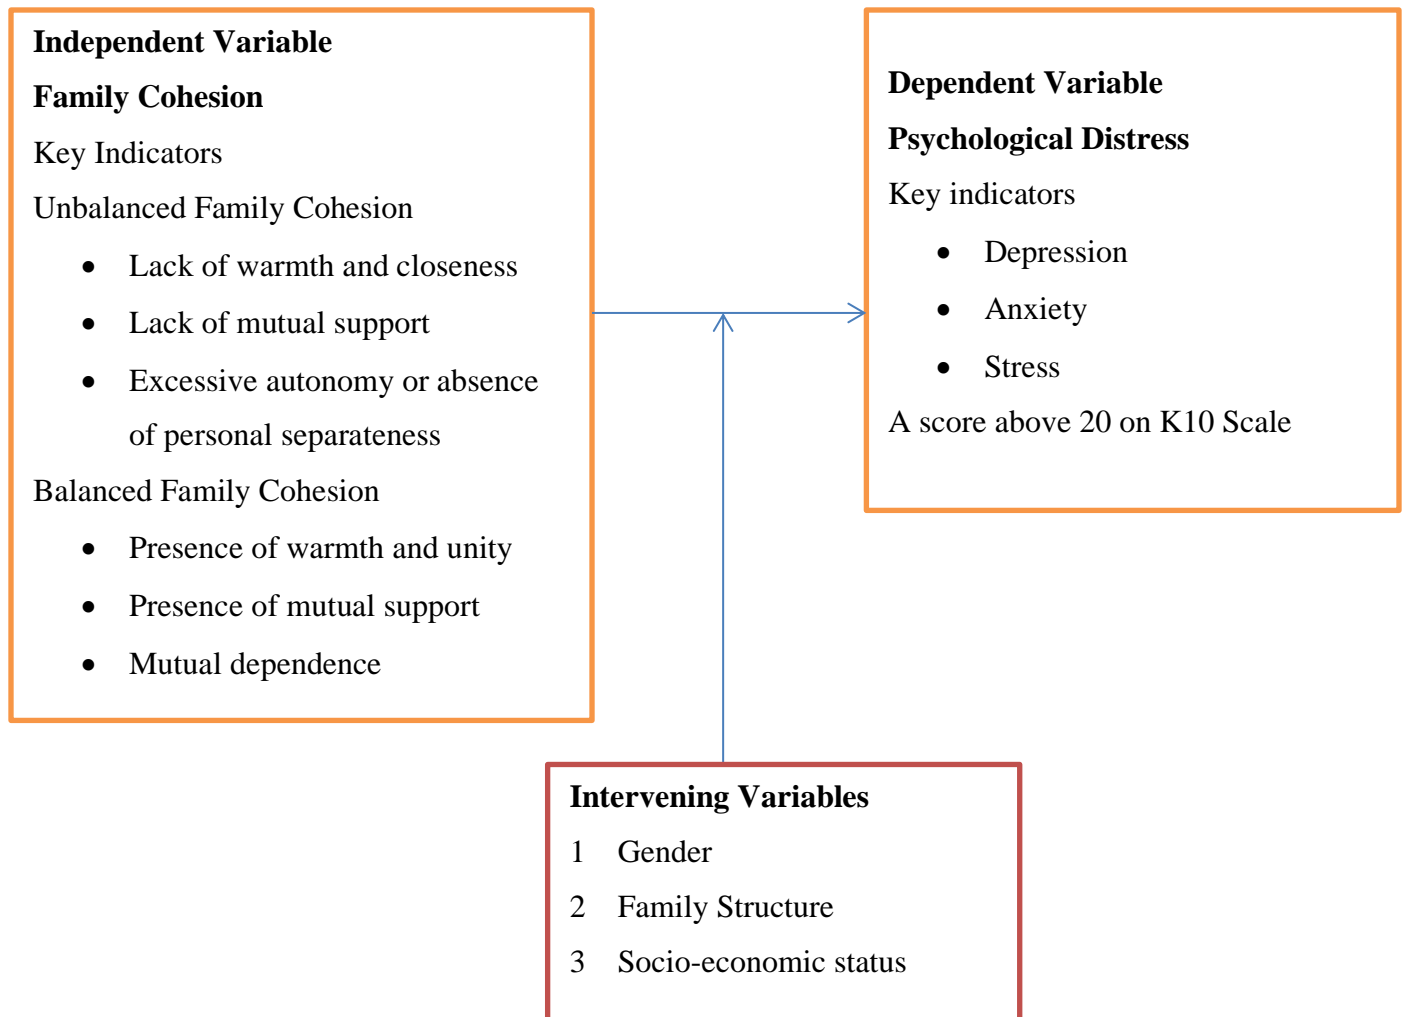 Independent Variable
Family Cohesion
Key Indicators
Unbalanced Family Cohesion
• Lack of warmth and closeness
• Lack of mutual support
• Excessive autonomy or absence
of personal separateness
Balanced Family Cohesion
• Presence of warmth and unity
• Presence of mutual support
• Mutual dependence
Dependent Variable
Psychological Distress
Key indicators
• Depression
• Anxiety
• Stress
A score above 20 on K10 Scale
Intervening Variables
1 Gender
2 Family Structure
3 Socio-economic status